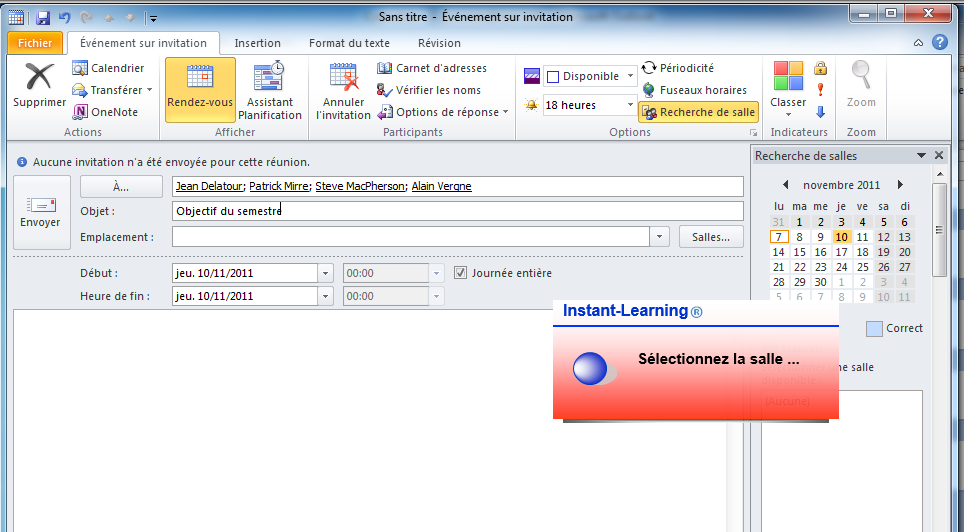 Sans titre - Événement sur invitation
Fichier Événement sur invitation Insertion Format du texte Révision
Supprimer
Calendrier
Transférer
OneNote
Actions
Rendez-vous
Assistant Planification
Afficher
Annuler l'invitation
Carnet d'adresses
Vérifier les noms
Options de réponse
Participants
Disponible
18 heures
Périodicité
Fuseaux horaires
Recherche de salle
Options
Classer
Indicateurs
Zoom
Zoom
Aucune invitation n'a été envoyée pour cette réunion.
Envoyer
À... Jean Delatour; Patrick Mirre; Steve MacPherson; Alain Vergne
Objet : Objectif du semestre
Emplacement : Salles...
Début : jeu. 10/11/2011 00:00 Journée entière
Heure de fin : jeu. 10/11/2011 00:00
Recherche de salles
novembre 2011
lu ma me je ve sa di
31 1 2 3 4 5 6
7 8 9 10 11 12 13
14 15 16 17 18 19 20
21 22 23 24 25 26 27
28 29 30 1 2 3 4
5 6 7 8 9 10 11
Correct
ne salle
(Aucune)
Instant-Learning®
Sélectionnez la salle ...